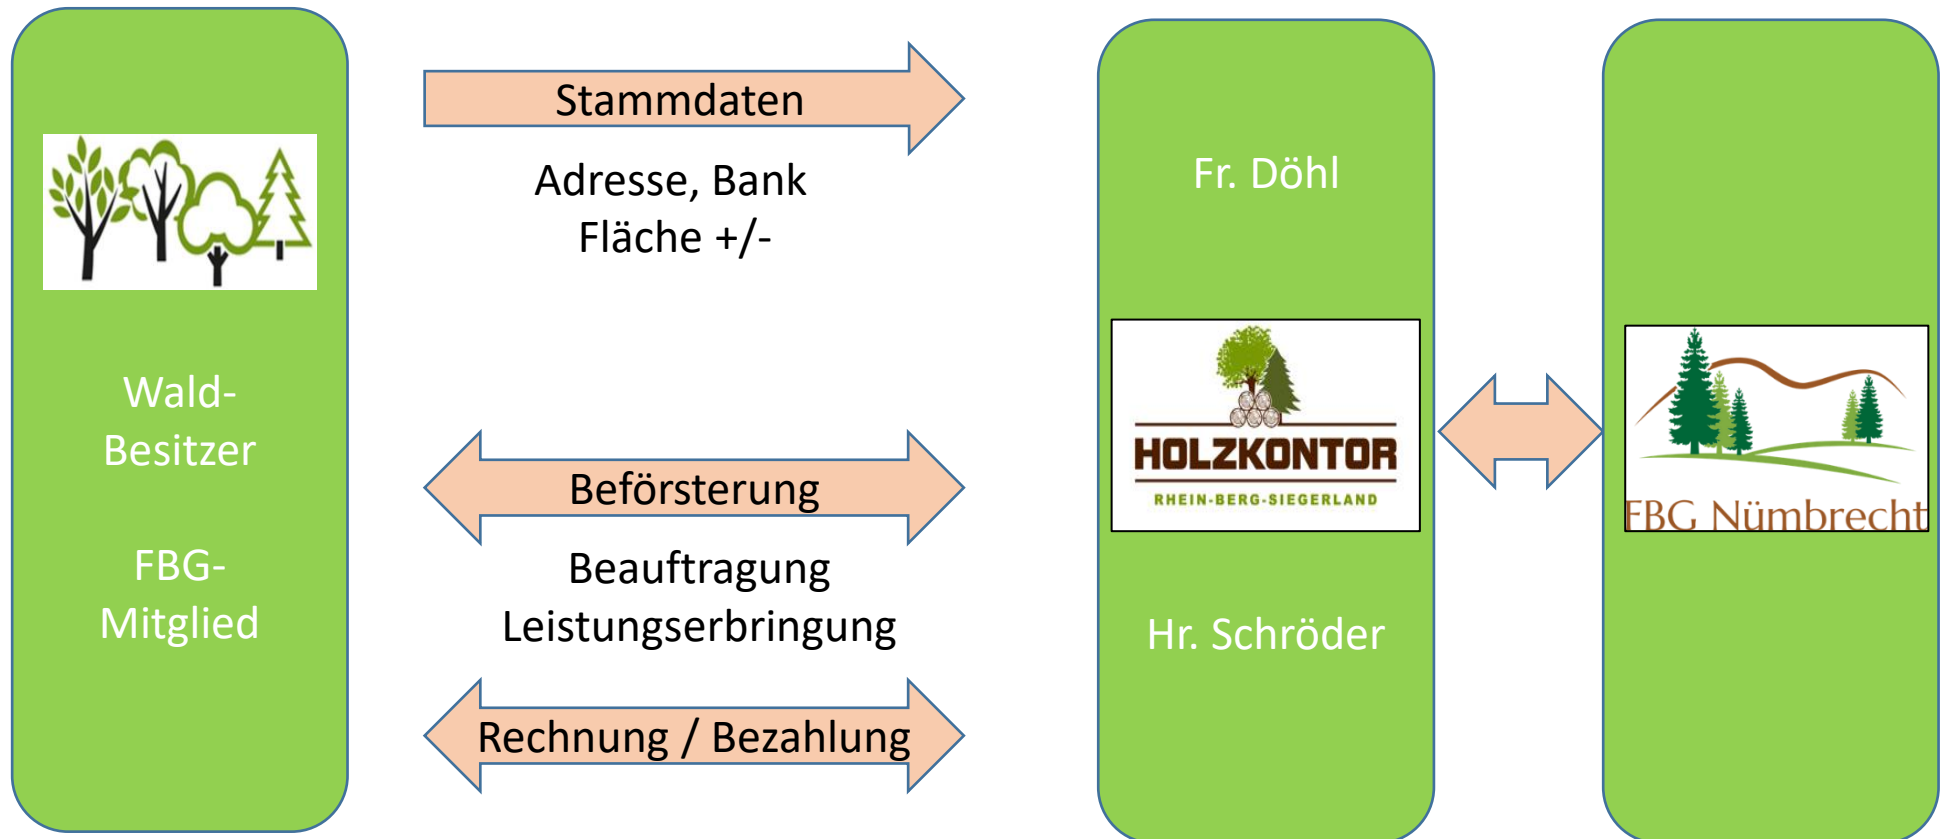 Wald-
Besitzer
FBG-
Mitglied
Stammdaten
Adresse, Bank
Fläche +/-
Beförsterung
Beauftragung
Leistungserbringung
Rechnung / Bezahlung
Fr. Döhl
HOLZKONTOR
RHEIN-BERG-SIEGERLAND
Hr. Schröder
FBG Nümbrecht